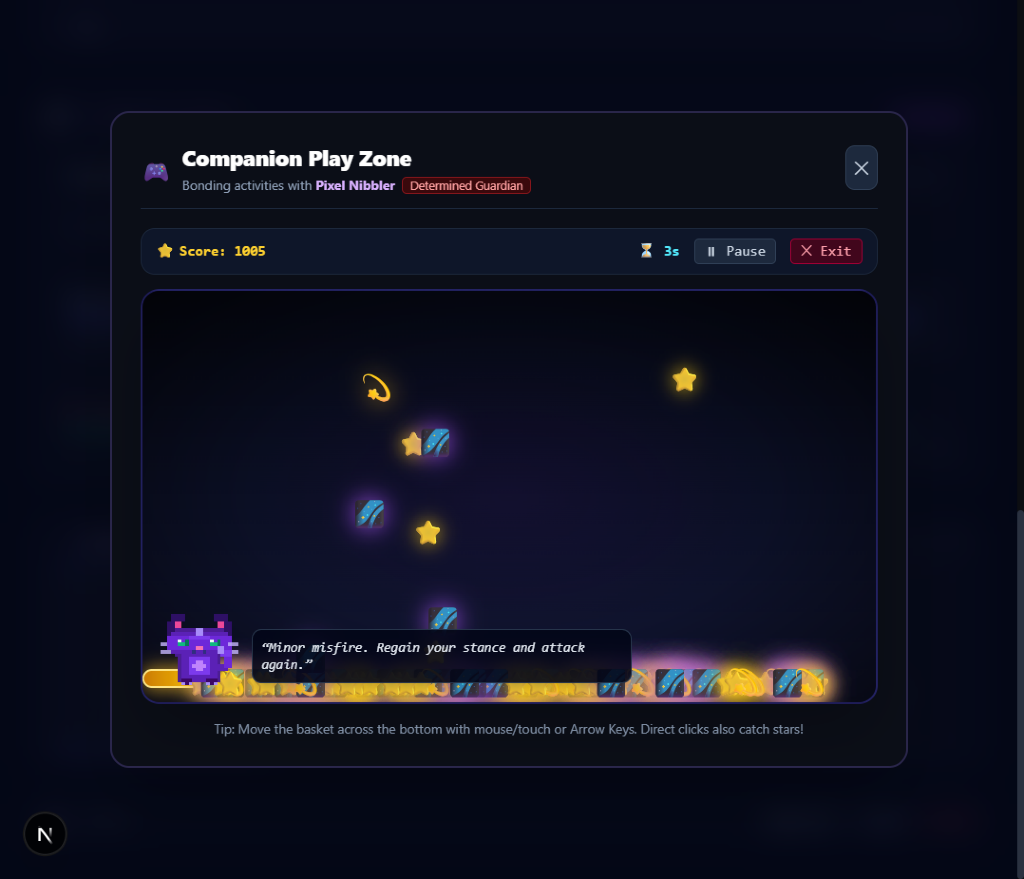 Companion Play Zone
Bonding activities with Pixel Nibbler Determined Guardian
Score: 1005
3s
Pause
Exit
“Minor misfire. Regain your stance and attack
again.”
Tip: Move the basket across the bottom with mouse/touch or Arrow Keys. Direct clicks also catch stars!
N